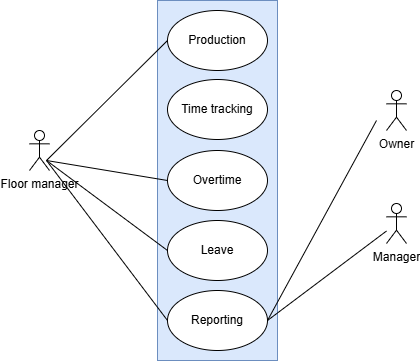 Production
Time tracking
Owner
Floor manager
Overtime
Leave
Manager
Reporting